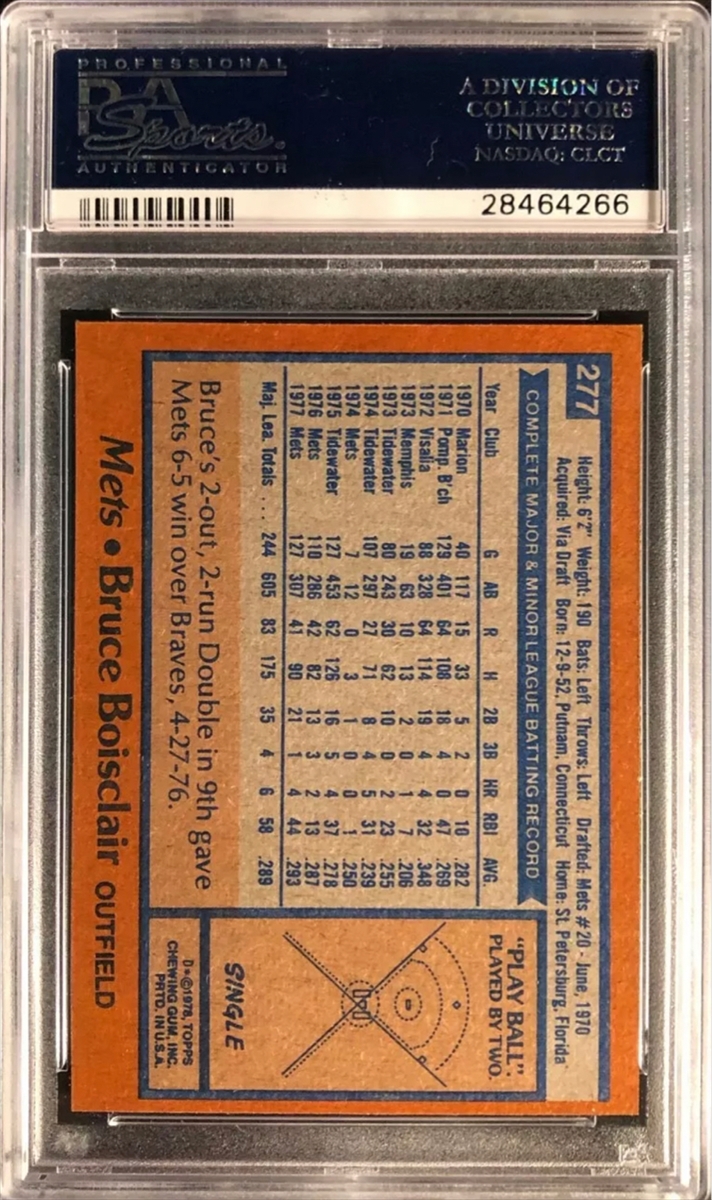 PROFESSIONAL
PSA
Sports
AUTHENTICATOR
A DIVISION OF
COLLECTORS
UNIVERSE
NASDAQ: CLCT
28464266
277
Height: 6'2" Weight: 190 Bats: Left Throws: Left Drafted: Mets #20 - June, 1970
Acquired: Via Draft Born: 12-9-52, Putnam, Connecticut Home: St. Petersburg, Florida
COMPLETE MAJOR & MINOR LEAGUE BATTING RECORD
Year Club G AB R H 2B 3B HR RBI AVG.
1970 Marion 40 117 15 33 5 2 0 10 .282
1971 Pomp. B'ch 129 401 64 108 18 4 0 47 .269
1972 Visalia 88 328 64 114 19 4 4 32 .348
1973 Memphis 19 63 10 13 2 0 1 7 .206
1973 Tidewater 80 243 30 62 10 0 2 23 .255
1974 Tidewater 107 297 27 71 8 4 5 31 .239
1974 Mets 7 12 0 3 1 0 0 1 .250
1975 Tidewater 127 453 62 126 16 5 4 37 .278
1976 Mets 110 286 42 82 13 3 2 13 .287
1977 Mets 127 307 41 90 21 1 4 44 .293
Maj. Lea. Totals ... 244 605 83 175 35 4 6 58 .289
Bruce's 2-out, 2-run Double in 9th gave
Mets 6-5 win over Braves, 4-27-76.
"PLAY BALL":
PLAYED BY TWO.
SINGLE
D*©1978, TOPPS
CHEWING GUM, INC.
PRTD. IN U.S.A.
Mets • Bruce Boisclair OUTFIELD